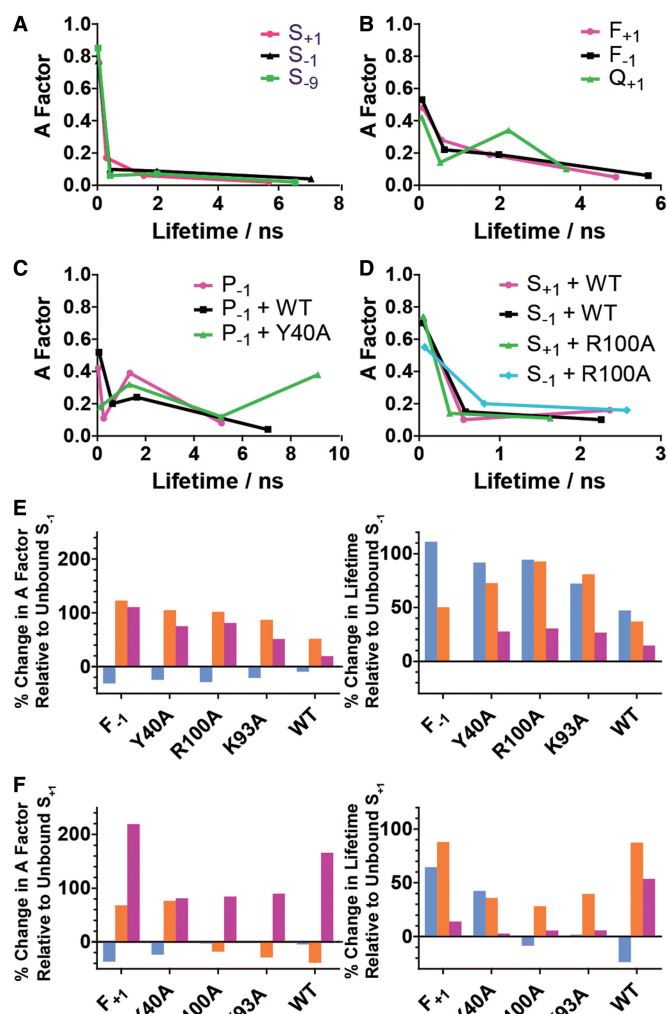 A
1.0
0.8
0.6
0.4
0.2
0.0
A Factor
S+1
S-1
S-9
0 2 4 6 8
Lifetime / ns
B
1.0
0.8
0.6
0.4
0.2
0.0
A Factor
F+1
F-1
Q+1
0 2 4 6
Lifetime / ns
C
1.0
0.8
0.6
0.4
0.2
0.0
A Factor
P-1
P-1 + WT
P-1 + Y40A
0 2 4 6 8 10
Lifetime / ns
D
1.0
0.8
0.6
0.4
0.2
0.0
A Factor
S+1 + WT
S-1 + WT
S+1 + R100A
S-1 + R100A
0 1 2 3
Lifetime / ns
E
% Change in A Factor
Relative to Unbound S-1
200
100
0
F-1 Y40A R100A K93A WT
% Change in Lifetime
Relative to Unbound S-1
100
50
0
F-1 Y40A R100A K93A WT
F
% Change in A Factor
Relative to Unbound S+1
200
100
0
F+1 Y40A 100A 93A WT
% Change in Lifetime
Relative to Unbound S+1
100
50
0
F+1 Y40A 100A 93A WT